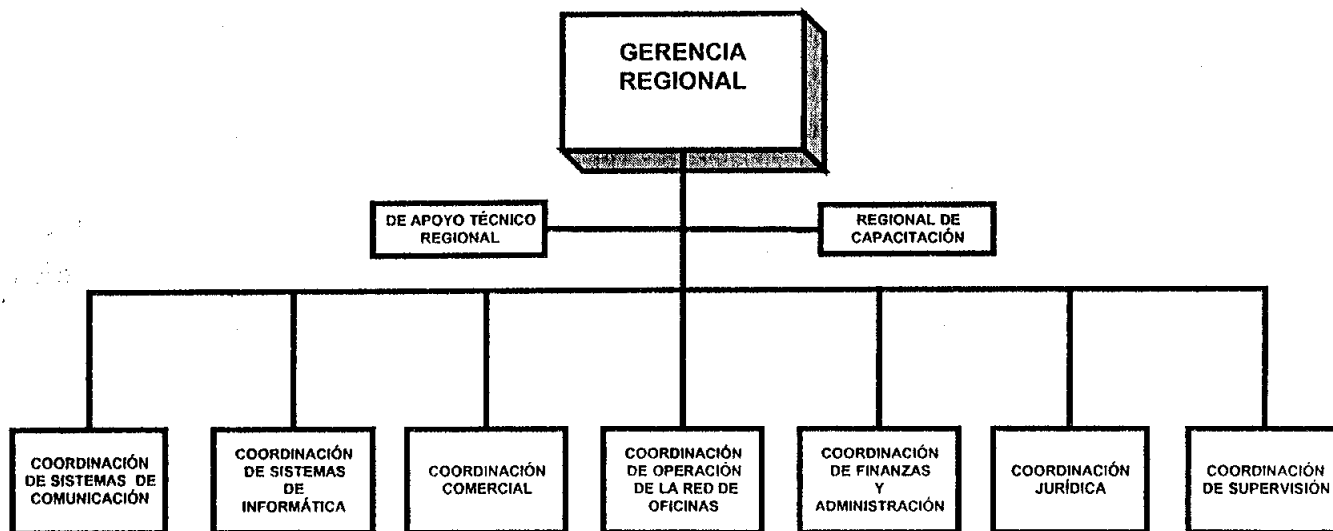 GERENCIA
REGIONAL
DE APOYO TÉCNICO
REGIONAL
REGIONAL DE
CAPACITACIÓN
COORDINACIÓN
DE SISTEMAS DE
COMUNICACIÓN
COORDINACIÓN
DE SISTEMAS
DE
INFORMÁTICA
COORDINACIÓN
COMERCIAL
COORDINACIÓN
DE OPERACIÓN
DE LA RED DE
OFICINAS
COORDINACIÓN
DE FINANZAS
Y
ADMINISTRACIÓN
COORDINACIÓN
JURÍDICA
COORDINACIÓN
DE SUPERVISIÓN